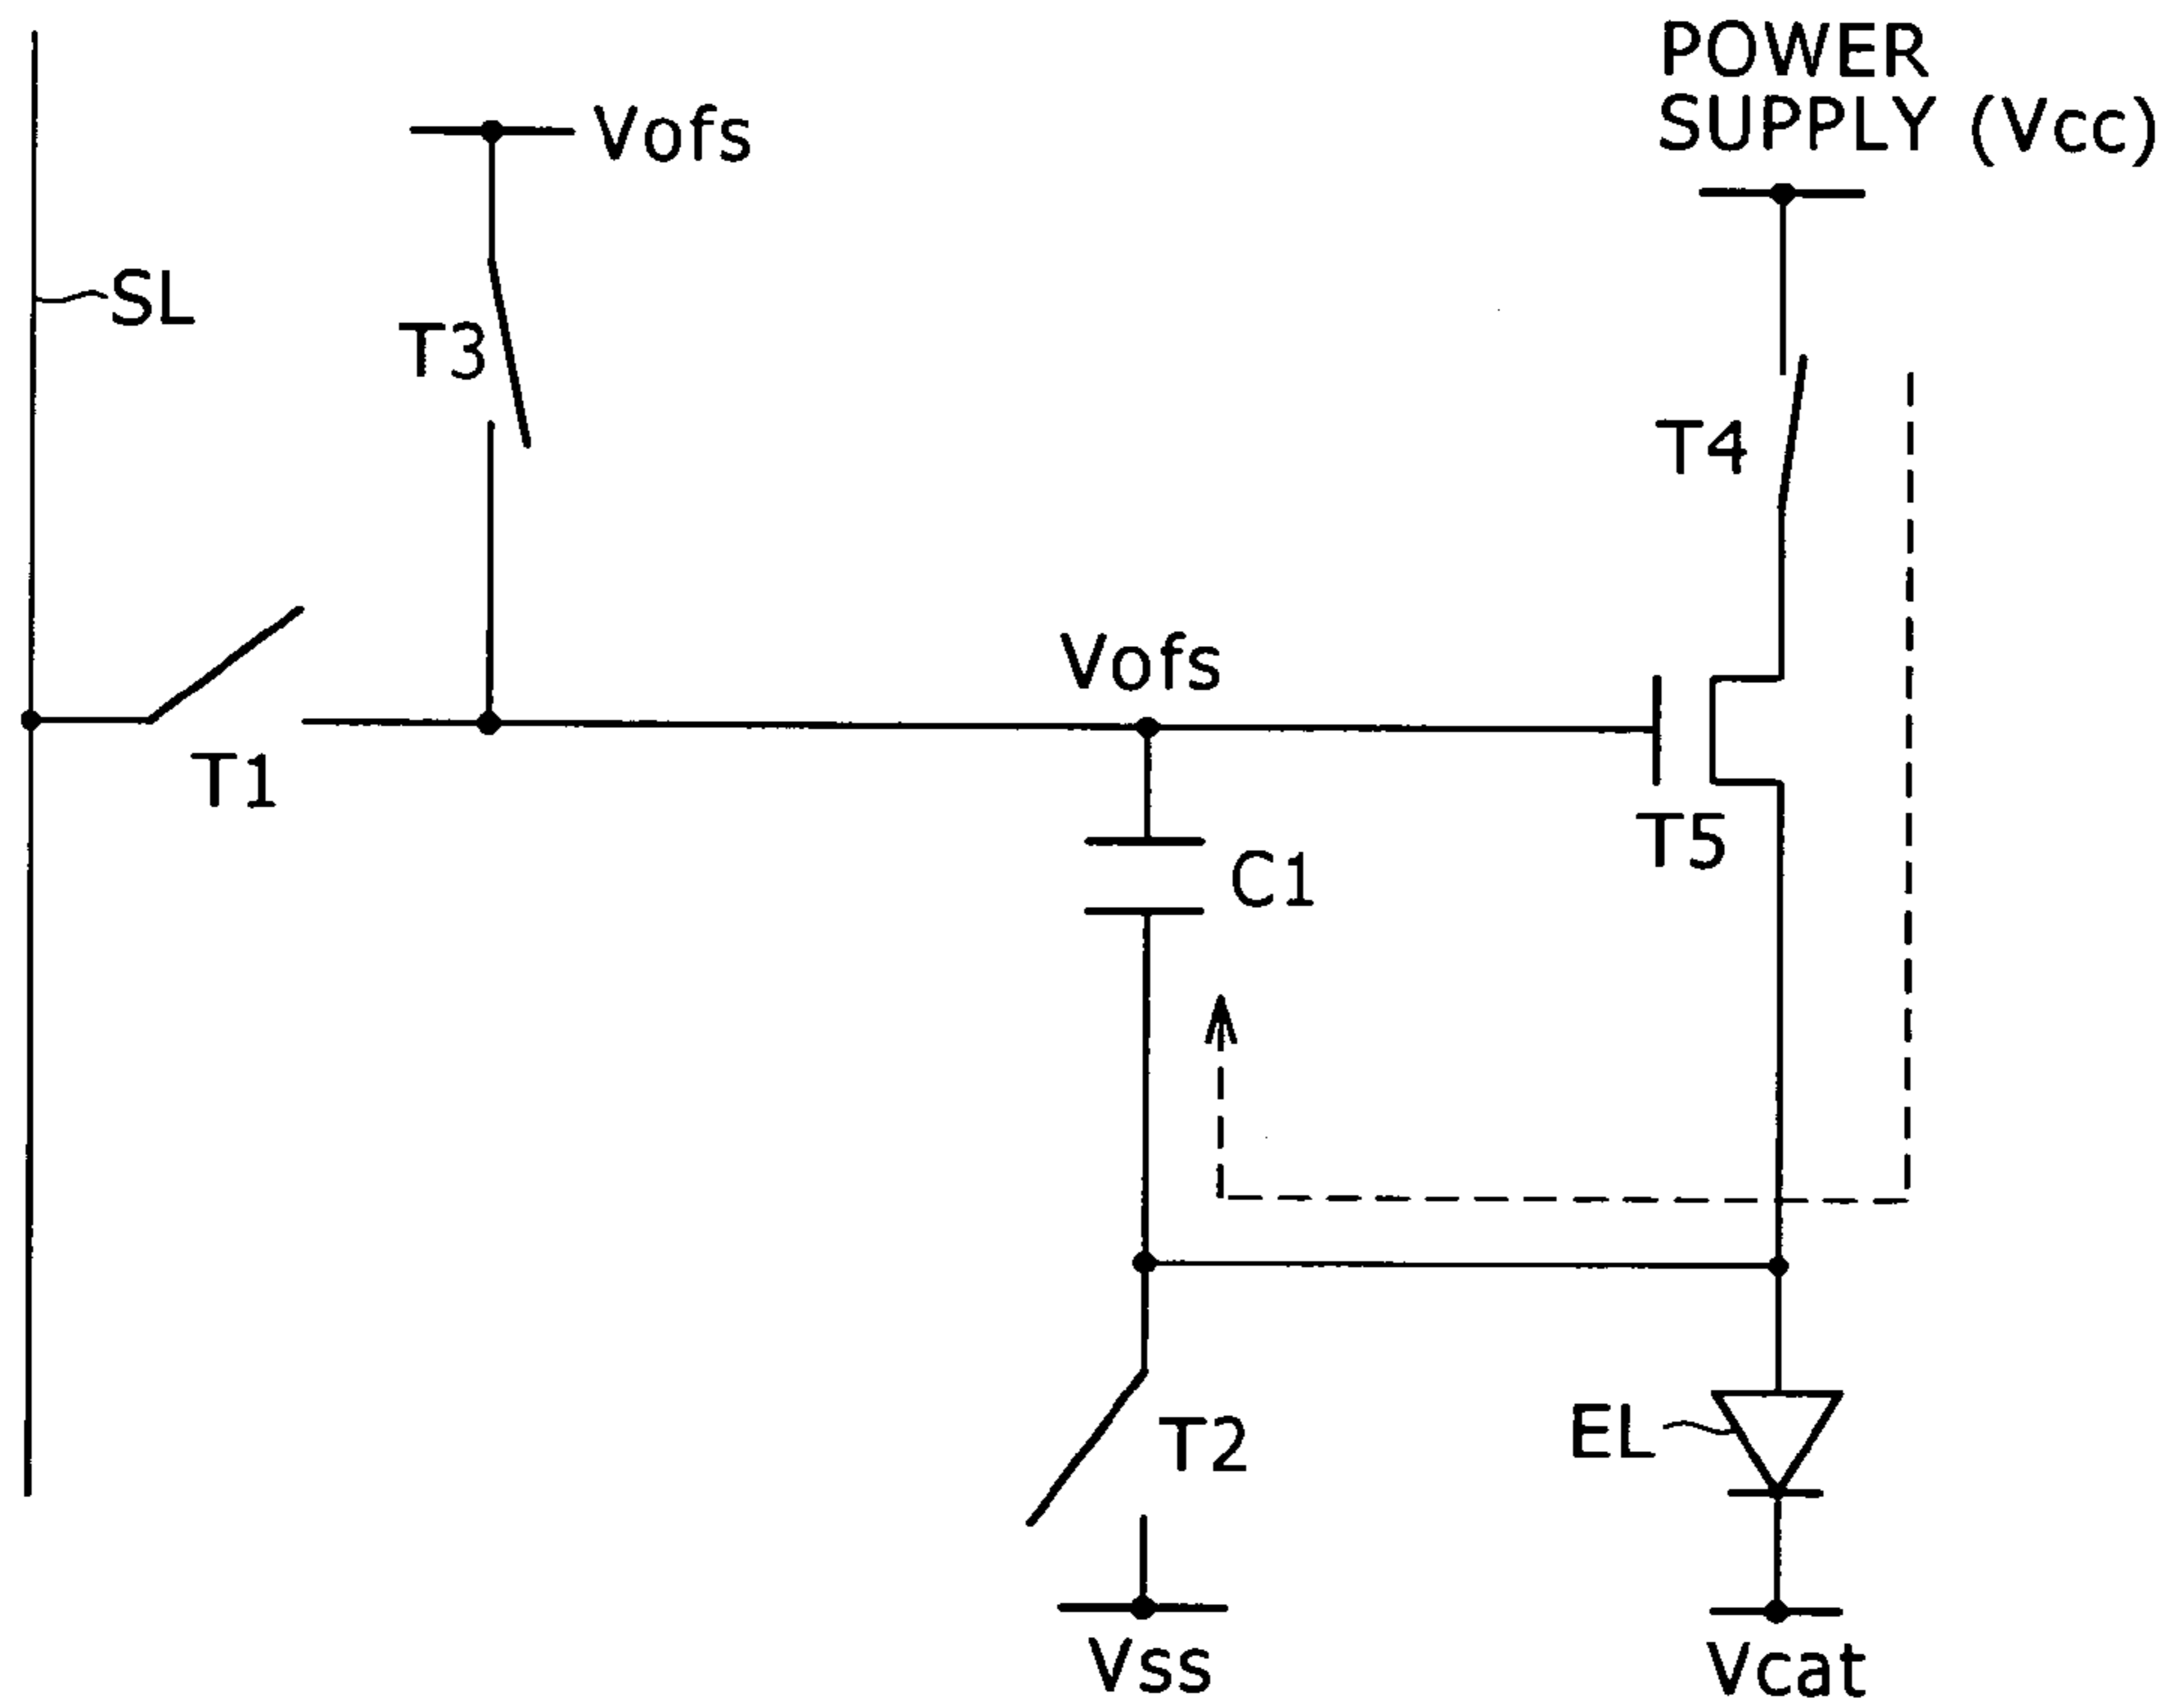 POWER
SUPPLY (Vcc)
Vofs
SL
T3
T4
Vofs
T1
T5
C1
T2
EL
Vss
Vcat